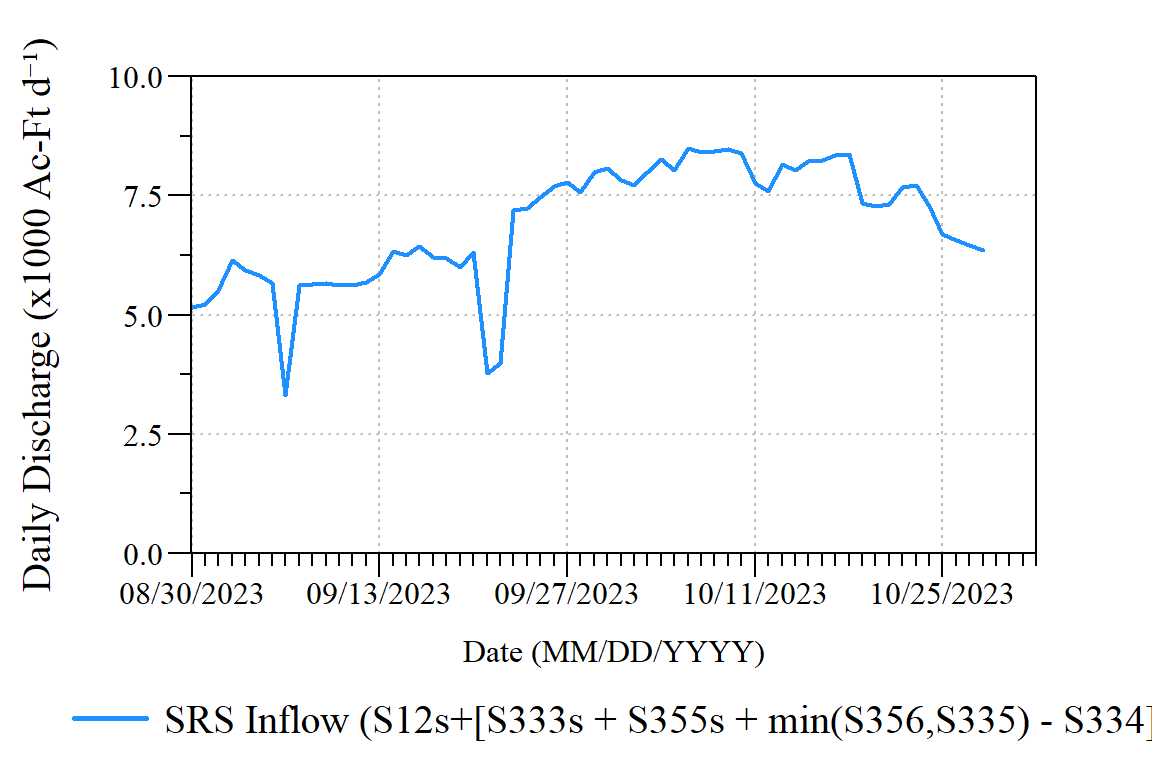 Daily Discharge (x1000 Ac-Ft d⁻¹)
10.0
7.5
5.0
2.5
0.0
08/30/2023 09/13/2023 09/27/2023 10/11/2023 10/25/2023
Date (MM/DD/YYYY)
SRS Inflow (S12s+[S333s + S355s + min(S356,S335) - S334]